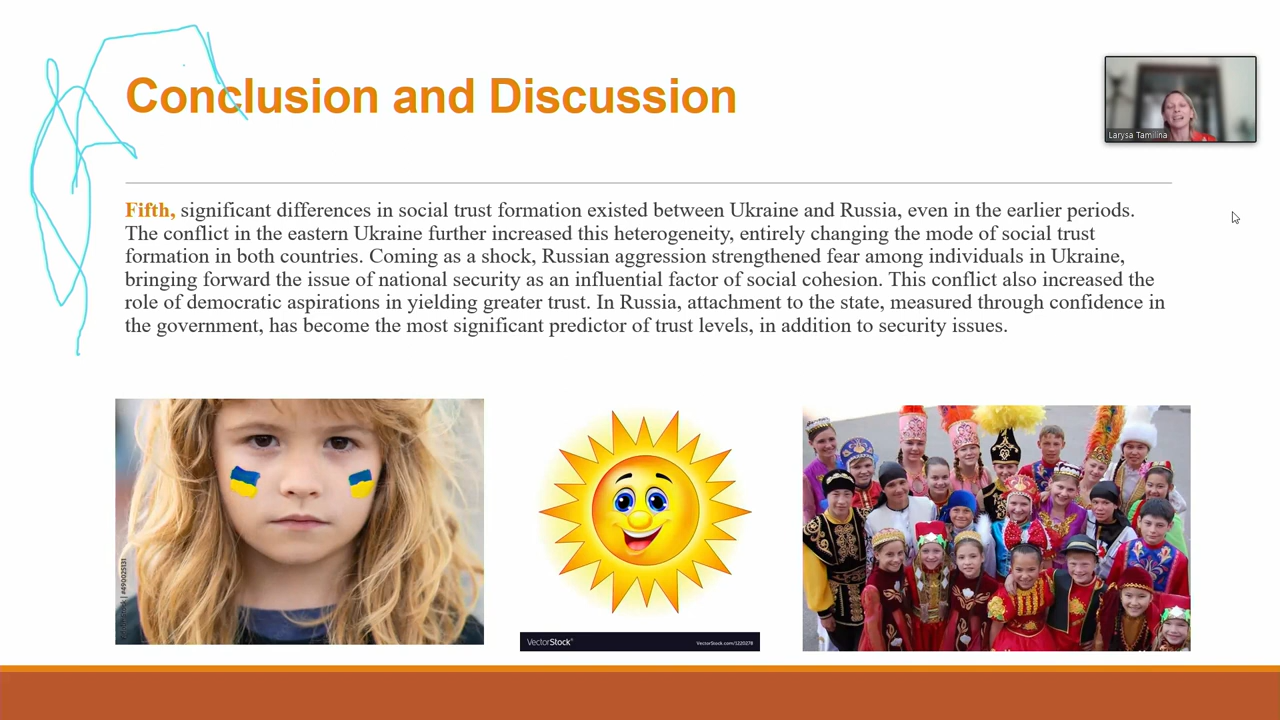 Conclusion and Discussion
Larysa Tamilina
Fifth, significant differences in social trust formation existed between Ukraine and Russia, even in the earlier periods.
The conflict in the eastern Ukraine further increased this heterogeneity, entirely changing the mode of social trust
formation in both countries. Coming as a shock, Russian aggression strengthened fear among individuals in Ukraine,
bringing forward the issue of national security as an influential factor of social cohesion. This conflict also increased the
role of democratic aspirations in yielding greater trust. In Russia, attachment to the state, measured through confidence in
the government, has become the most significant predictor of trust levels, in addition to security issues.
#490025131
VectorStock®
VectorStock.com/1220278